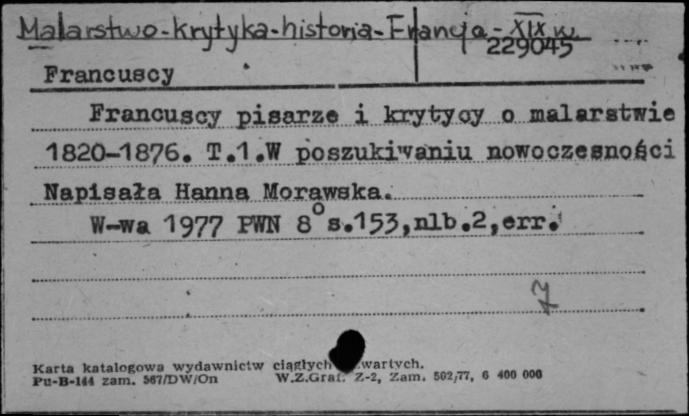 Malarstwo-krytyka-historia-Francja-XIX w.
229045
Francuscy
Francuscy pisarze i krytycy o malarstwie
1820-1876. T.1.W poszukiwaniu nowoczesności
Napisała Hanna Morawska.
W-wa 1977 PWN 8° s.153,nlb.2,err.
7
Karta katalogowa wydawnictw ciągłych wartych.
Pu-B-144 zam. 567/DW/On W.Z.Graf. Z-2, Zam. 502/77, 6 400 000